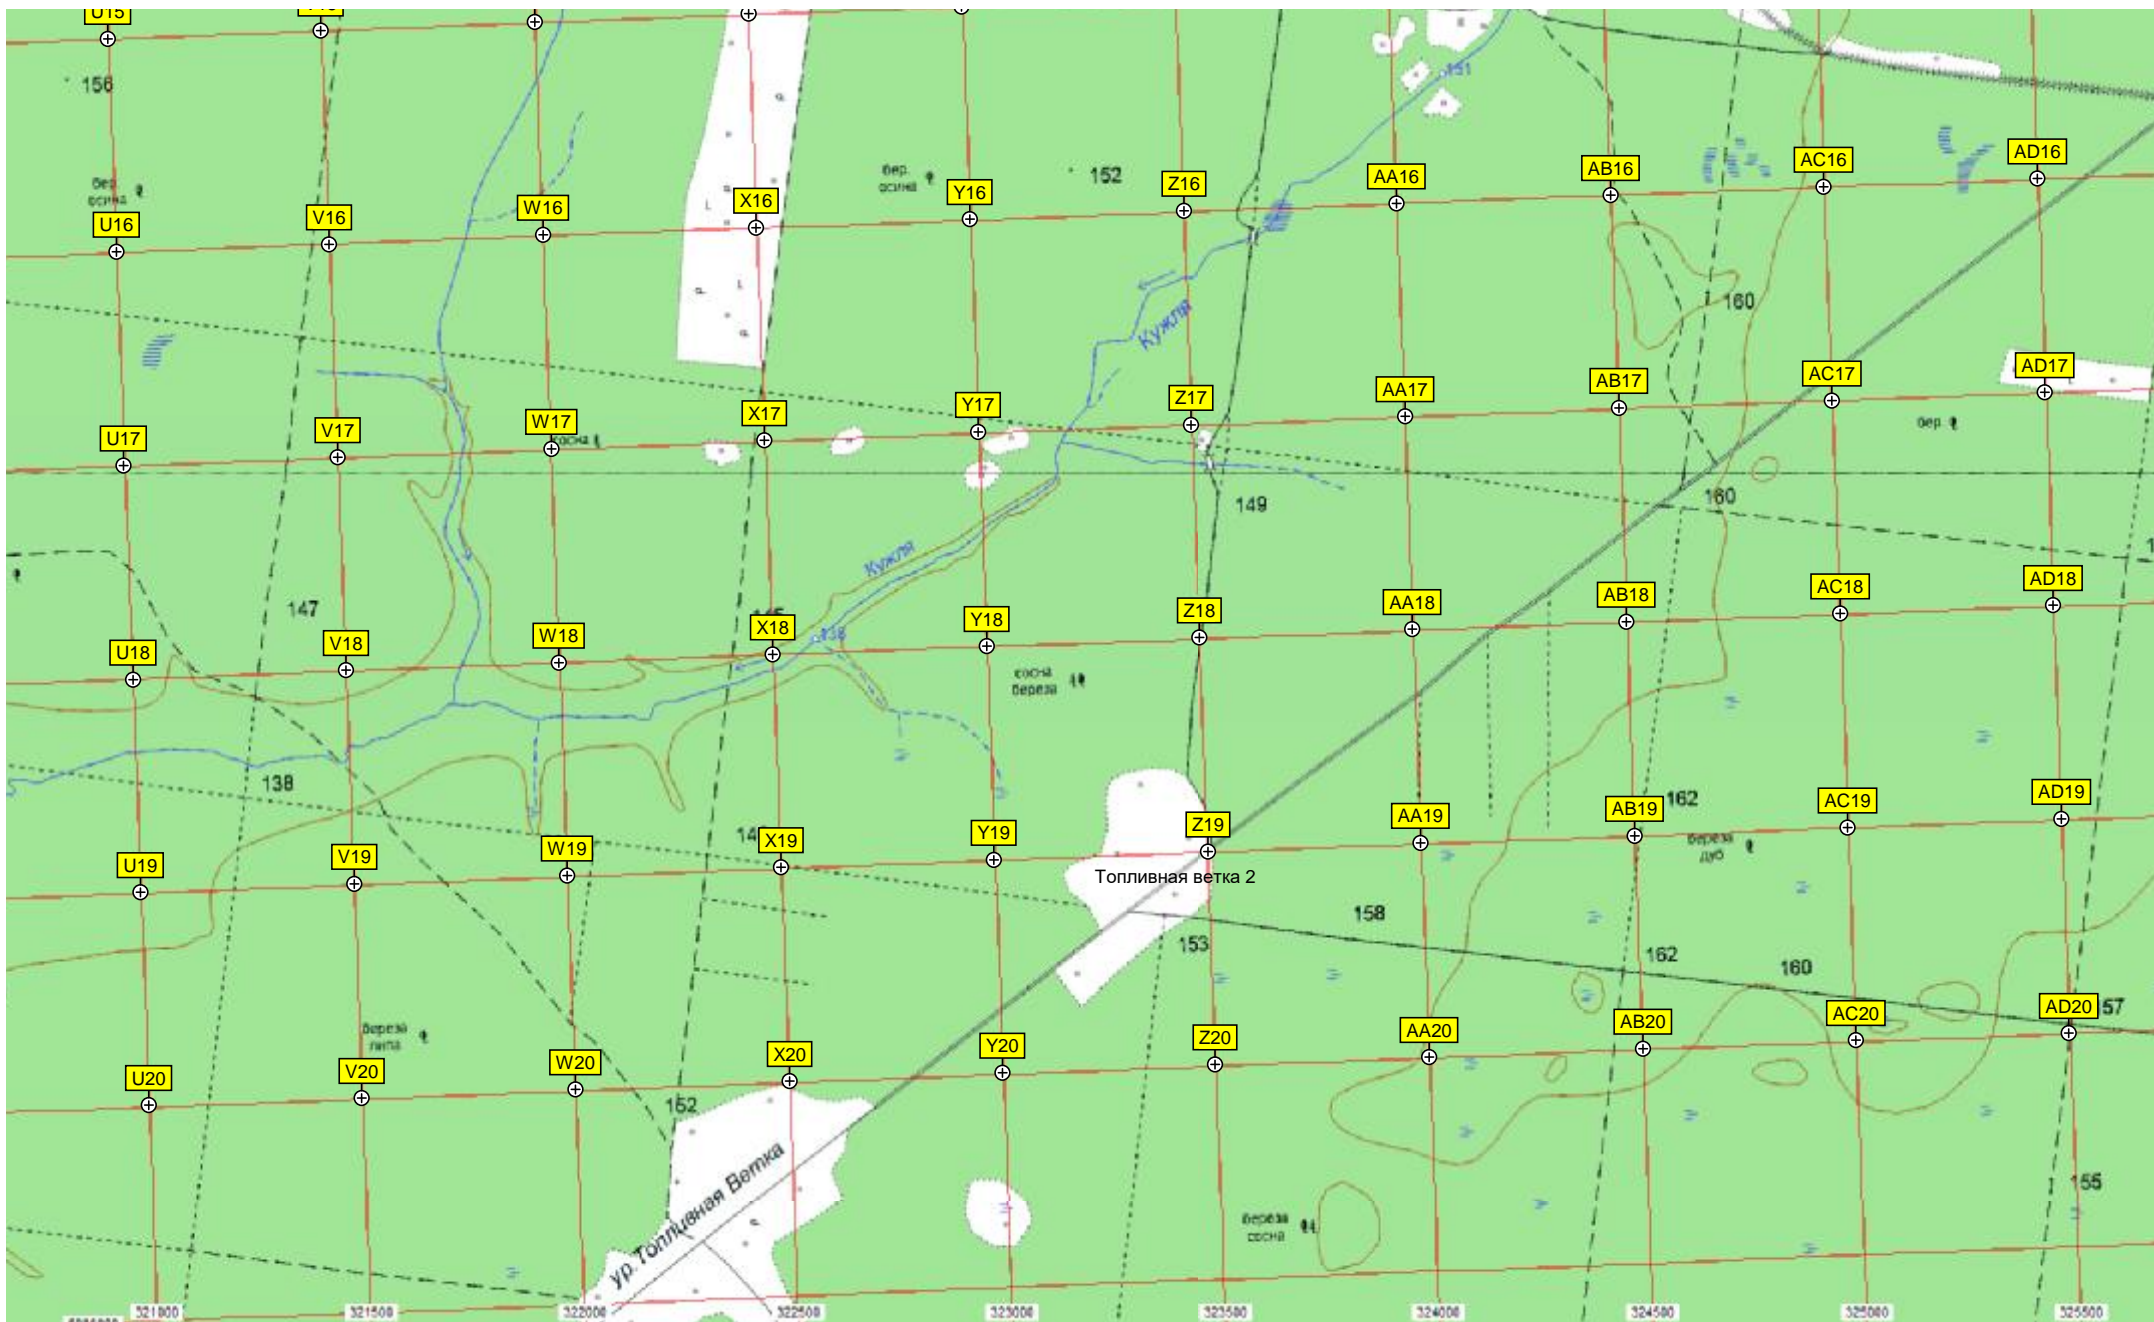 U15
156
151
бер.
осина
бер.
осина
152
U16
V16
W16
X16
Y16
Z16
AA16
AB16
AC16
AD16
160
Кужля
U17
V17
W17
X17
Y17
Z17
AA17
AB17
AC17
AD17
сосна
бер.
149
160
Кужля
147
138
U18
V18
W18
X18
Y18
Z18
AA18
AB18
AC18
AD18
сосна
береза
138
162
U19
V19
W19
X19
Y19
Z19
AA19
AB19
AC19
AD19
береза
дуб
Топливная ветка 2
158
153
162
160
157
береза
липа
U20
V20
W20
X20
Y20
Z20
AA20
AB20
AC20
AD20
152
ур. Топливная Ветка
155
береза
сосна
321000
321500
322000
322500
323000
323500
324000
324500
325000
325500